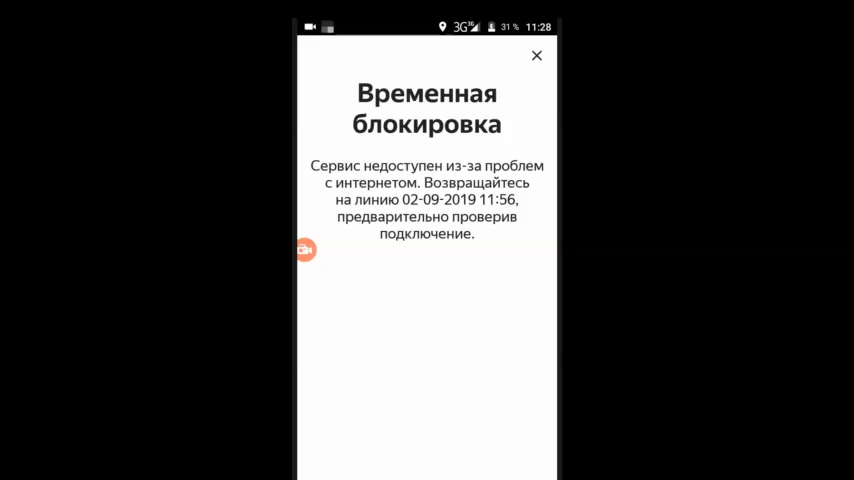 3G 3G 31 % 11:28
Временная
блокировка
Сервис недоступен из-за проблем
с интернетом. Возвращайтесь
на линию 02-09-2019 11:56,
предварительно проверив
подключение.